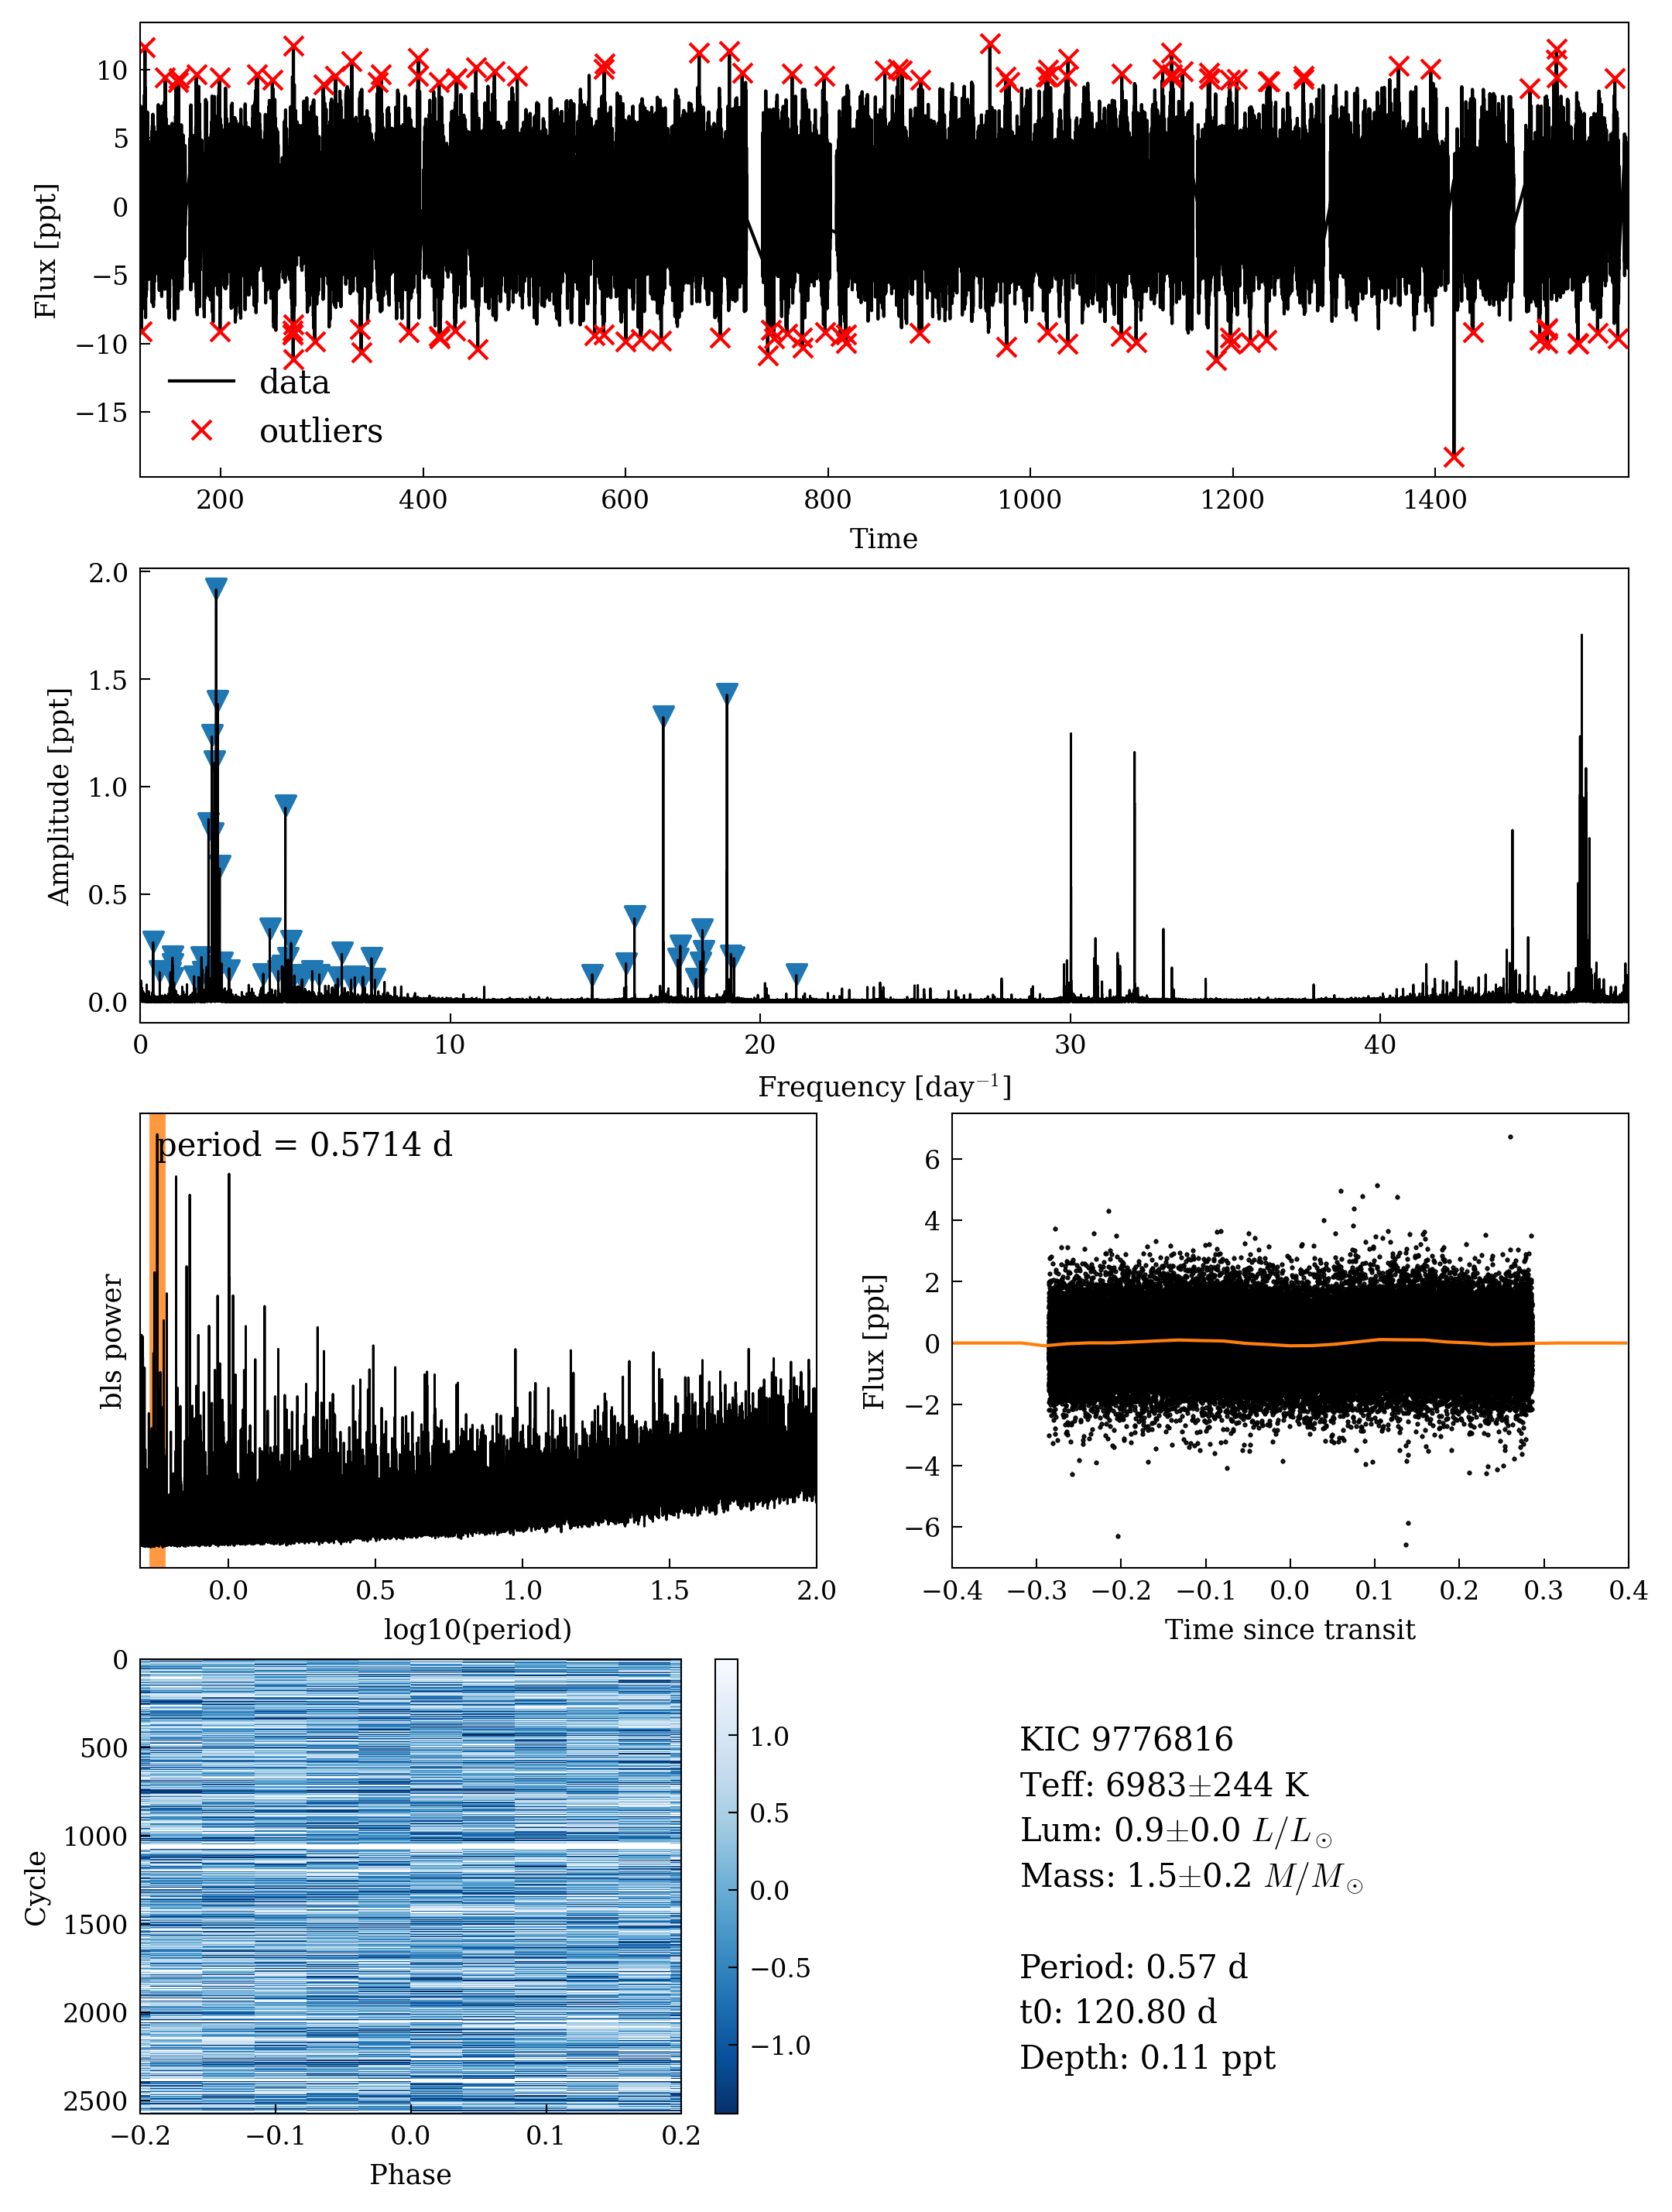 10
5
0
−5
−10
−15
Flux [ppt]
data
outliers
200 400 600 800 1000 1200 1400
Time
2.0
1.5
1.0
0.5
0.0
Amplitude [ppt]
0 10 20 30 40
Frequency [day⁻¹]
period = 0.5714 d
bls power
0.0 0.5 1.0 1.5 2.0
log10(period)
6
4
2
0
−2
−4
−6
Flux [ppt]
−0.4 −0.3 −0.2 −0.1 0.0 0.1 0.2 0.3 0.4
Time since transit
0
500
1000
1500
2000
2500
Cycle
−0.2 −0.1 0.0 0.1 0.2
Phase
1.0
0.5
0.0
−0.5
−1.0
KIC 9776816
Teff: 6983±244 K
Lum: 0.9±0.0 L/L⊙
Mass: 1.5±0.2 M/M⊙
Period: 0.57 d
t0: 120.80 d
Depth: 0.11 ppt